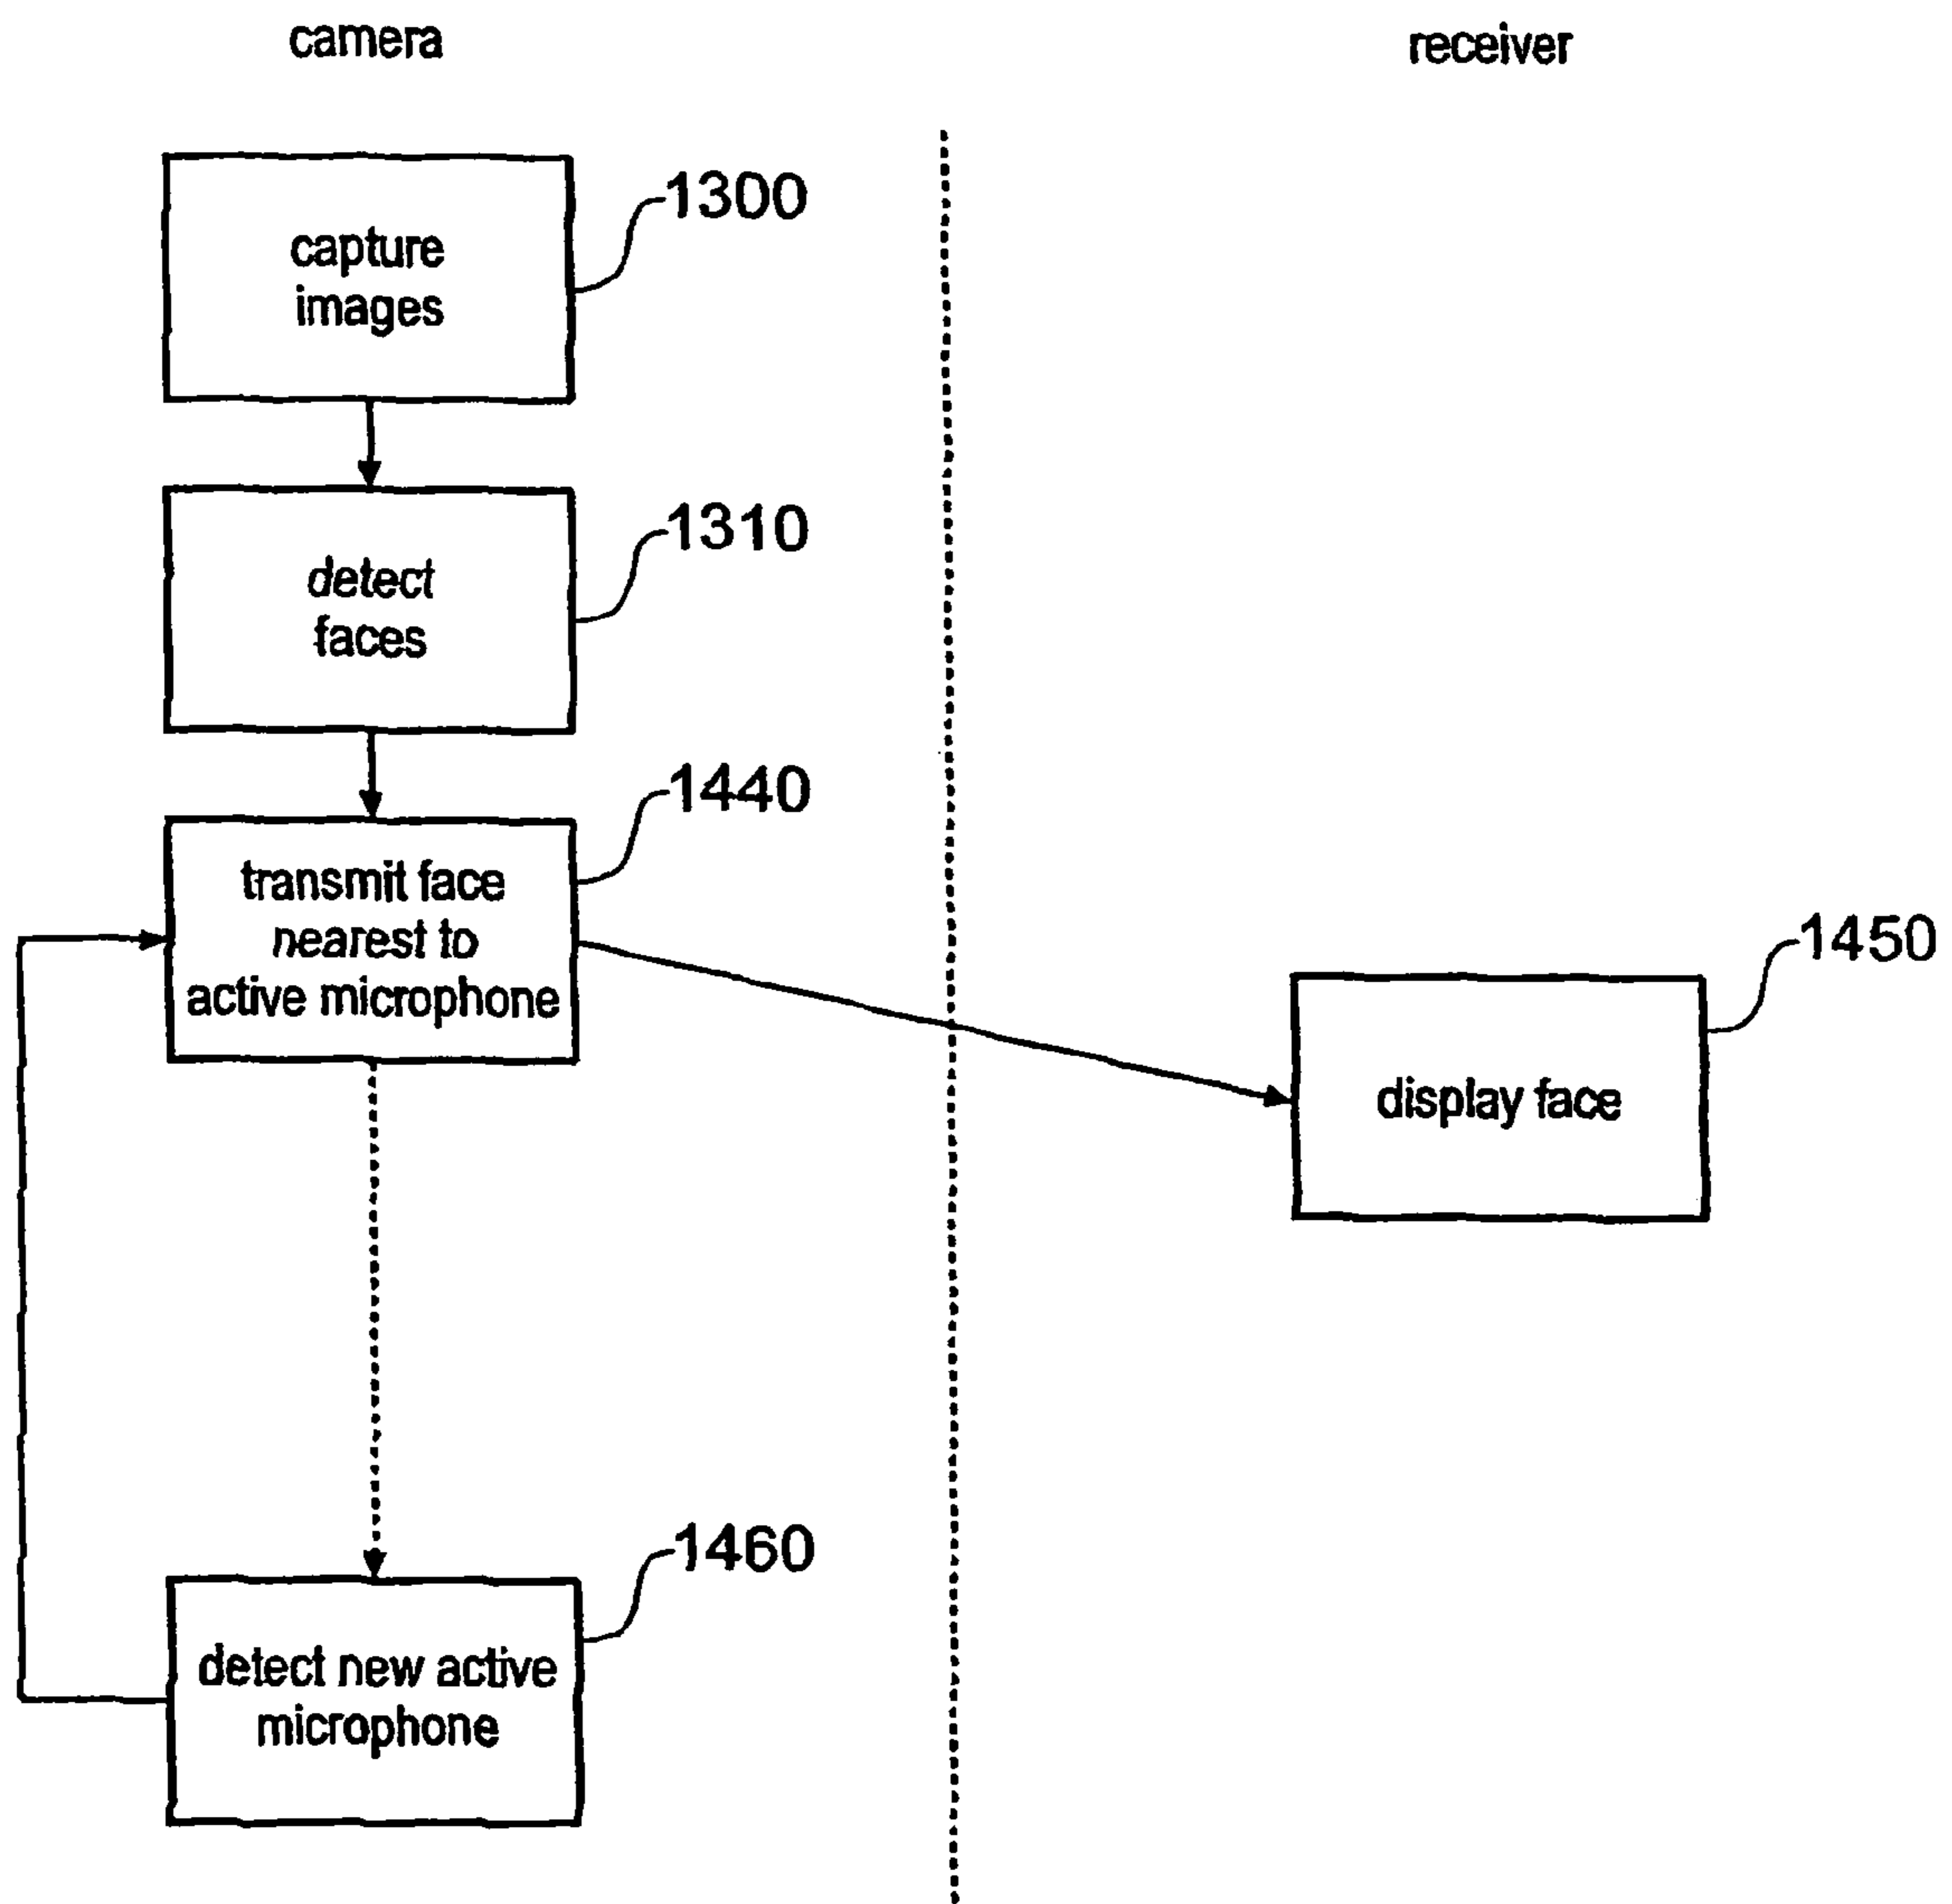 camera
receiver
1300
capture
images
1310
detect
faces
1440
transmit face
nearest to
active microphone
1450
display face
1460
detect new active
microphone